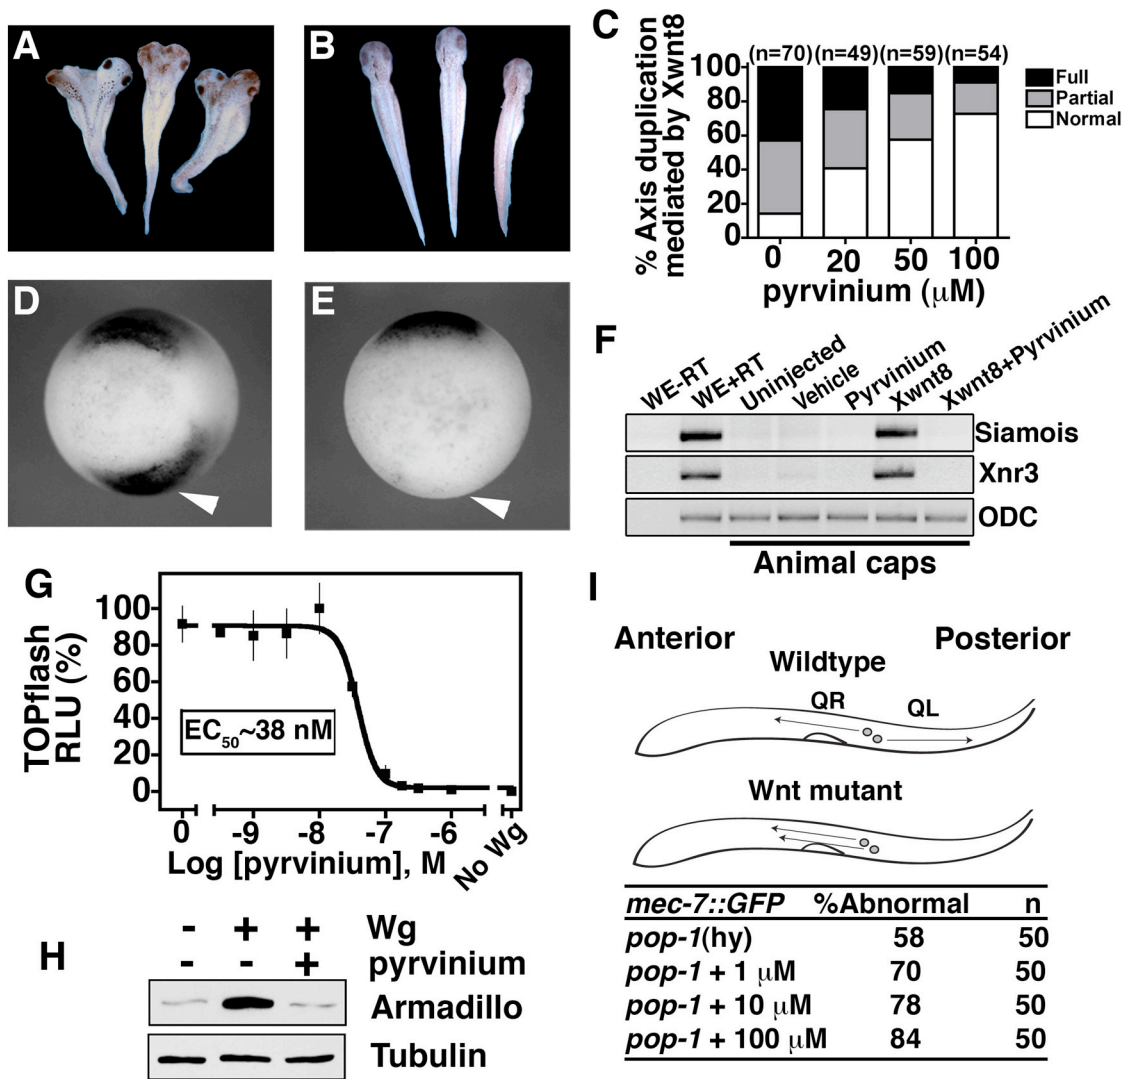 A
B
C
% Axis duplication
mediated by Xwnt8
(n=70) (n=49) (n=59) (n=54)
100
80
60
40
20
0
0 20 50 100
pyrvinium (μM)
Full
Partial
Normal
D
E
F
WE-RT
WE+RT
Uninjected
Vehicle
Pyrvinium
Xwnt8
Xwnt8+Pyrvinium
Siamois
Xnr3
ODC
Animal caps
G
TOPflash
RLU (%)
100
80
60
40
20
0
EC50~38 nM
0 -9 -8 -7 -6 No Wg
Log [pyrvinium], M
H
- + + Wg
- - + pyrvinium
Armadillo
Tubulin
I
Anterior Posterior
Wildtype
QR QL
Wnt mutant
mec-7::GFP %Abnormal n
pop-1(hy) 58 50
pop-1 + 1 μM 70 50
pop-1 + 10 μM 78 50
pop-1 + 100 μM 84 50